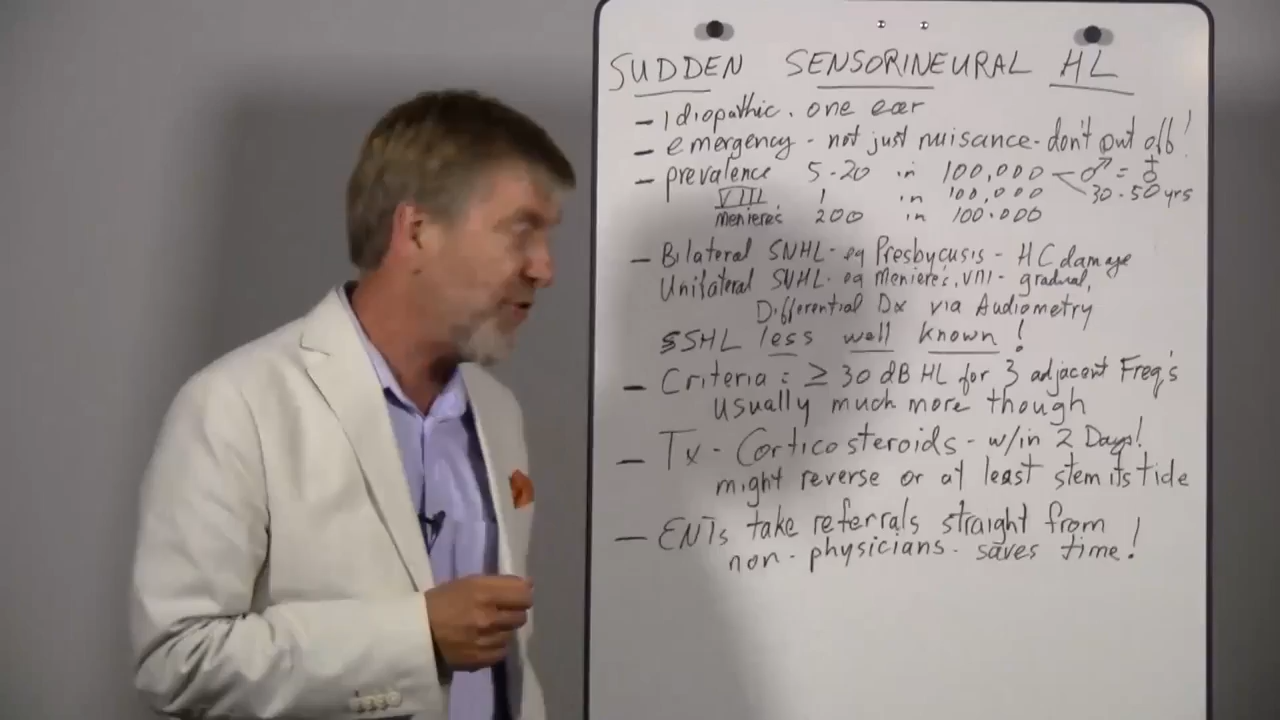 SUDDEN SENSORINEURAL HL
– Idiopathic. one ear
– emergency - not just nuisance - don't put off!
– prevalence 5-20 in 100,000 – ♂ = ♀
VIII 1 in 100,000 30-50 yrs
Meniere's 200 in 100.000
– Bilateral SNHL - eg Presbycusis - HC damage
Unilateral SNHL - eg Meniere's, VIII - gradual,
Differential Dx via Audiometry
SSHL less well known!
– Criteria : ≥ 30 dB HL for 3 adjacent Freq's
Usually much more though
– Tx - Corticosteroids - w/in 2 Days!
might reverse or at least stem its tide
– ENTs take referrals straight from
non-physicians - saves time!